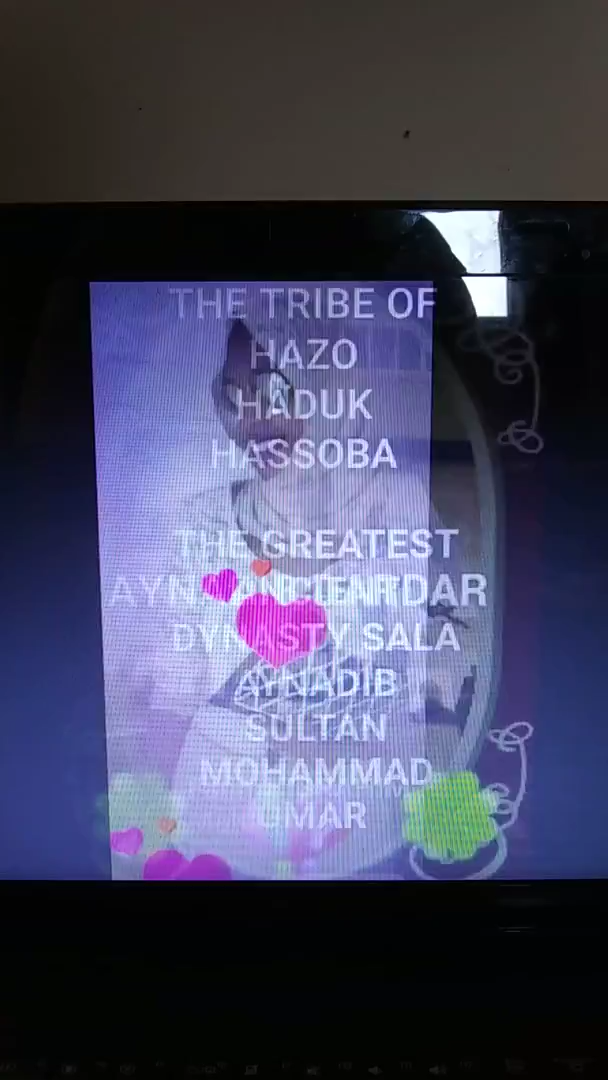 THE TRIBE OF
HAZO
HADUK
HASSOBA
THE GREATEST
DYNASTY SALA
AYNADIB
SULTAN
MOHAMMAD
UMAR